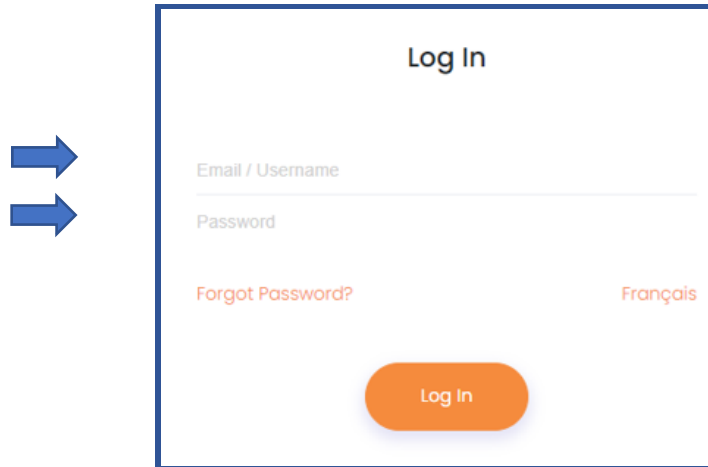 Log In
Email / Username
Password
Forgot Password? Français
Log In